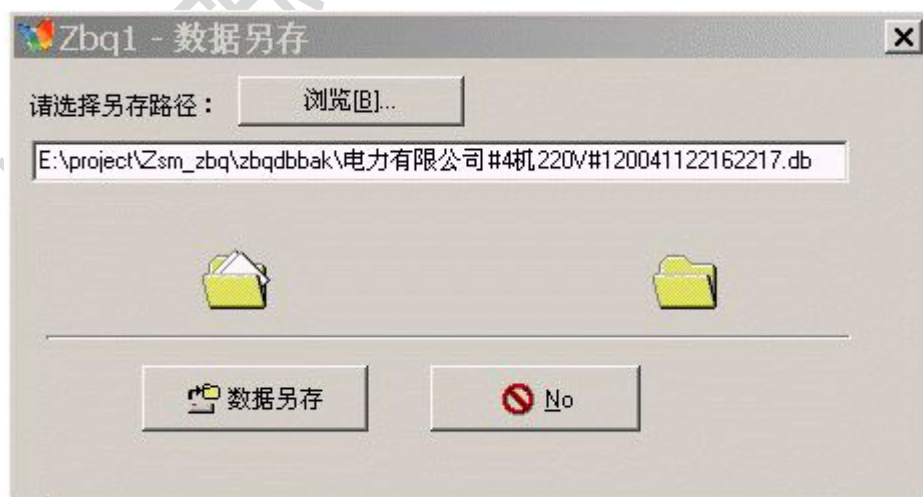 Zbq1 - 数据另存
请选择另存路径：
浏览[B]...
E:\project\Zsm_zbq\zbqdbbak\电力有限公司#4机220V#120041122162217.db
数据另存
No